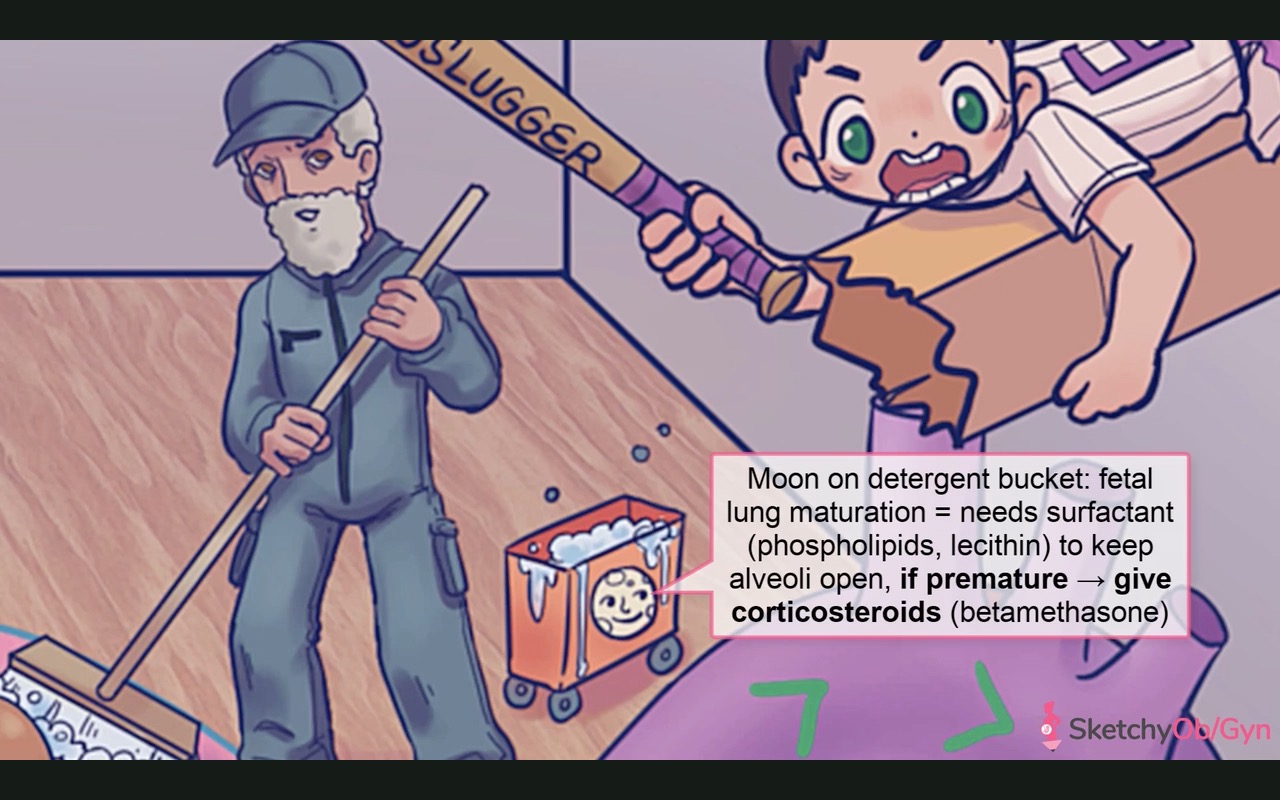 SLUGGER
Moon on detergent bucket: fetal
lung maturation = needs surfactant
(phospholipids, lecithin) to keep
alveoli open, if premature → give
corticosteroids (betamethasone)
SketchyOb/Gyn